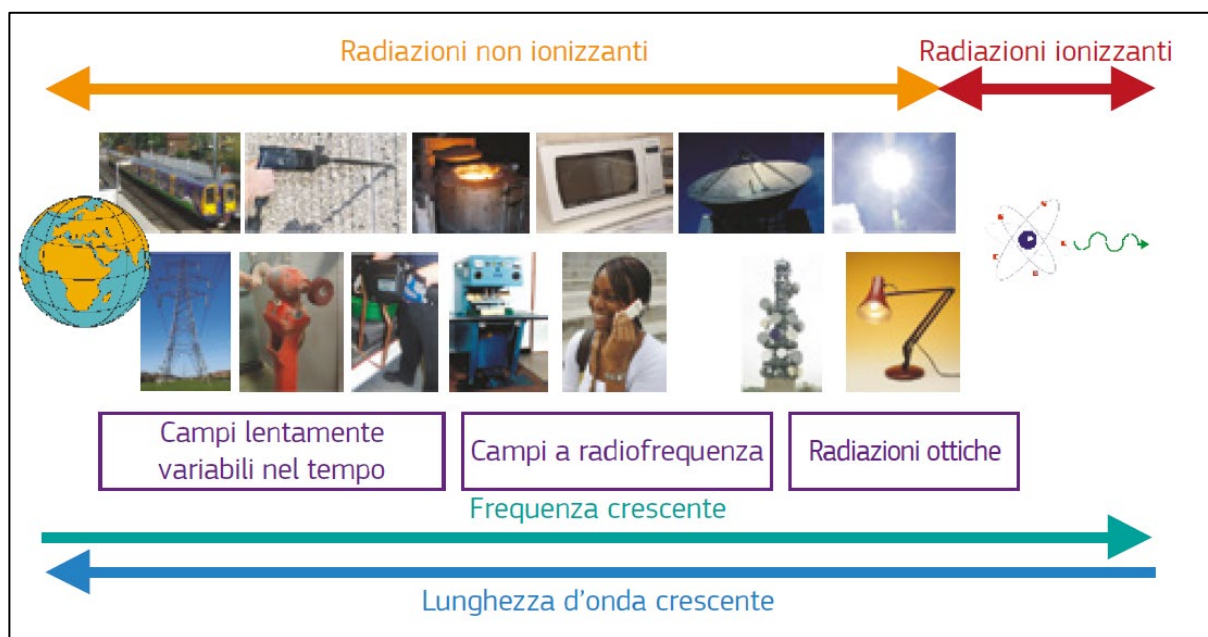 Radiazioni non ionizzanti
Radiazioni ionizzanti
Campi lentamente
variabili nel tempo
Campi a radiofrequenza
Radiazioni ottiche
Frequenza crescente
Lunghezza d'onda crescente